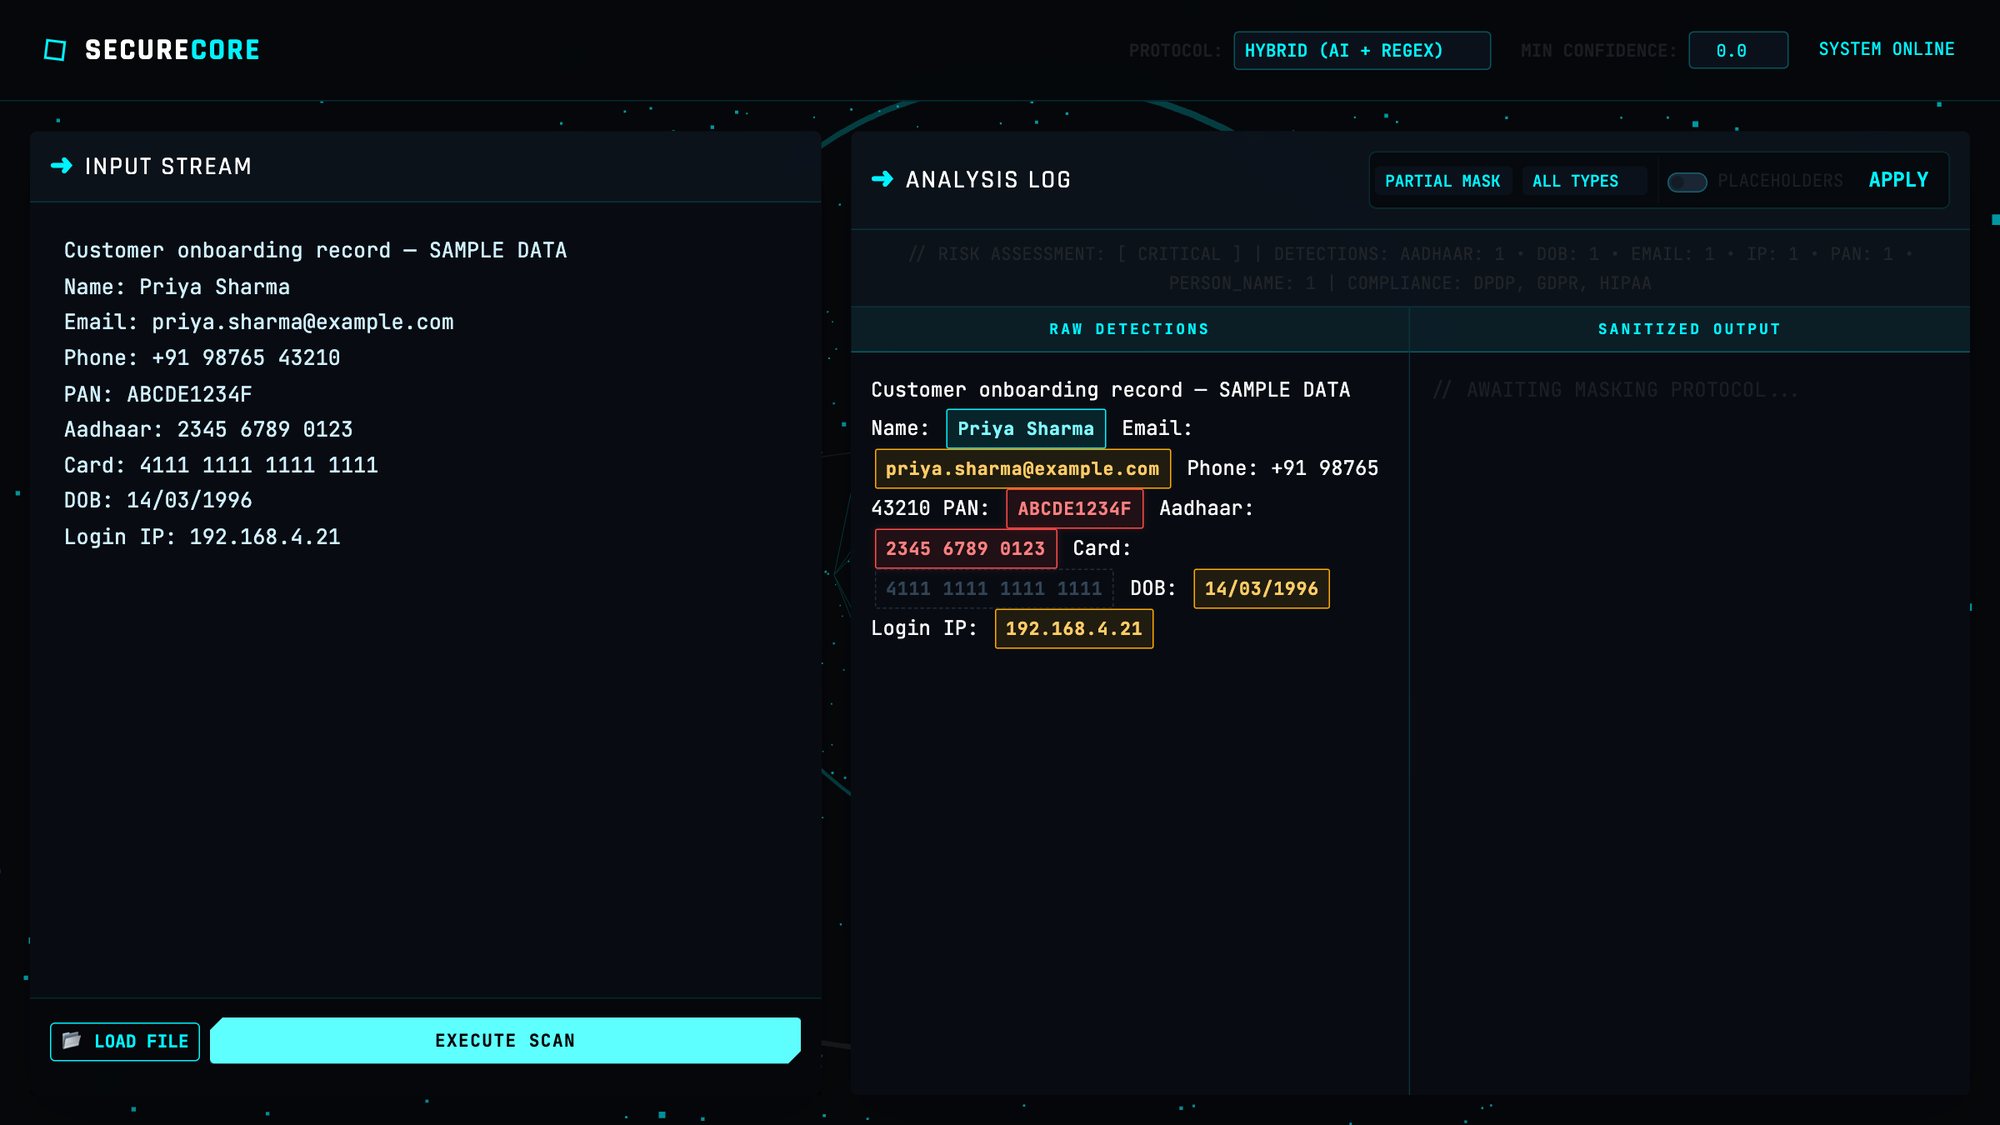 SECURECORE
PROTOCOL: HYBRID (AI + REGEX) MIN CONFIDENCE: 0.0 SYSTEM ONLINE
INPUT STREAM
Customer onboarding record — SAMPLE DATA
Name: Priya Sharma
Email: priya.sharma@example.com
Phone: +91 98765 43210
PAN: ABCDE1234F
Aadhaar: 2345 6789 0123
Card: 4111 1111 1111 1111
DOB: 14/03/1996
Login IP: 192.168.4.21
LOAD FILE
EXECUTE SCAN
ANALYSIS LOG
PARTIAL MASK ALL TYPES PLACEHOLDERS APPLY
// RISK ASSESSMENT: [ CRITICAL ] | DETECTIONS: AADHAAR: 1 • DOB: 1 • EMAIL: 1 • IP: 1 • PAN: 1 •
PERSON_NAME: 1 | COMPLIANCE: DPDP, GDPR, HIPAA
RAW DETECTIONS
Customer onboarding record — SAMPLE DATA
Name: Priya Sharma Email:
priya.sharma@example.com Phone: +91 98765
43210 PAN: ABCDE1234F Aadhaar:
2345 6789 0123 Card:
4111 1111 1111 1111 DOB: 14/03/1996
Login IP: 192.168.4.21
SANITIZED OUTPUT
// AWAITING MASKING PROTOCOL...